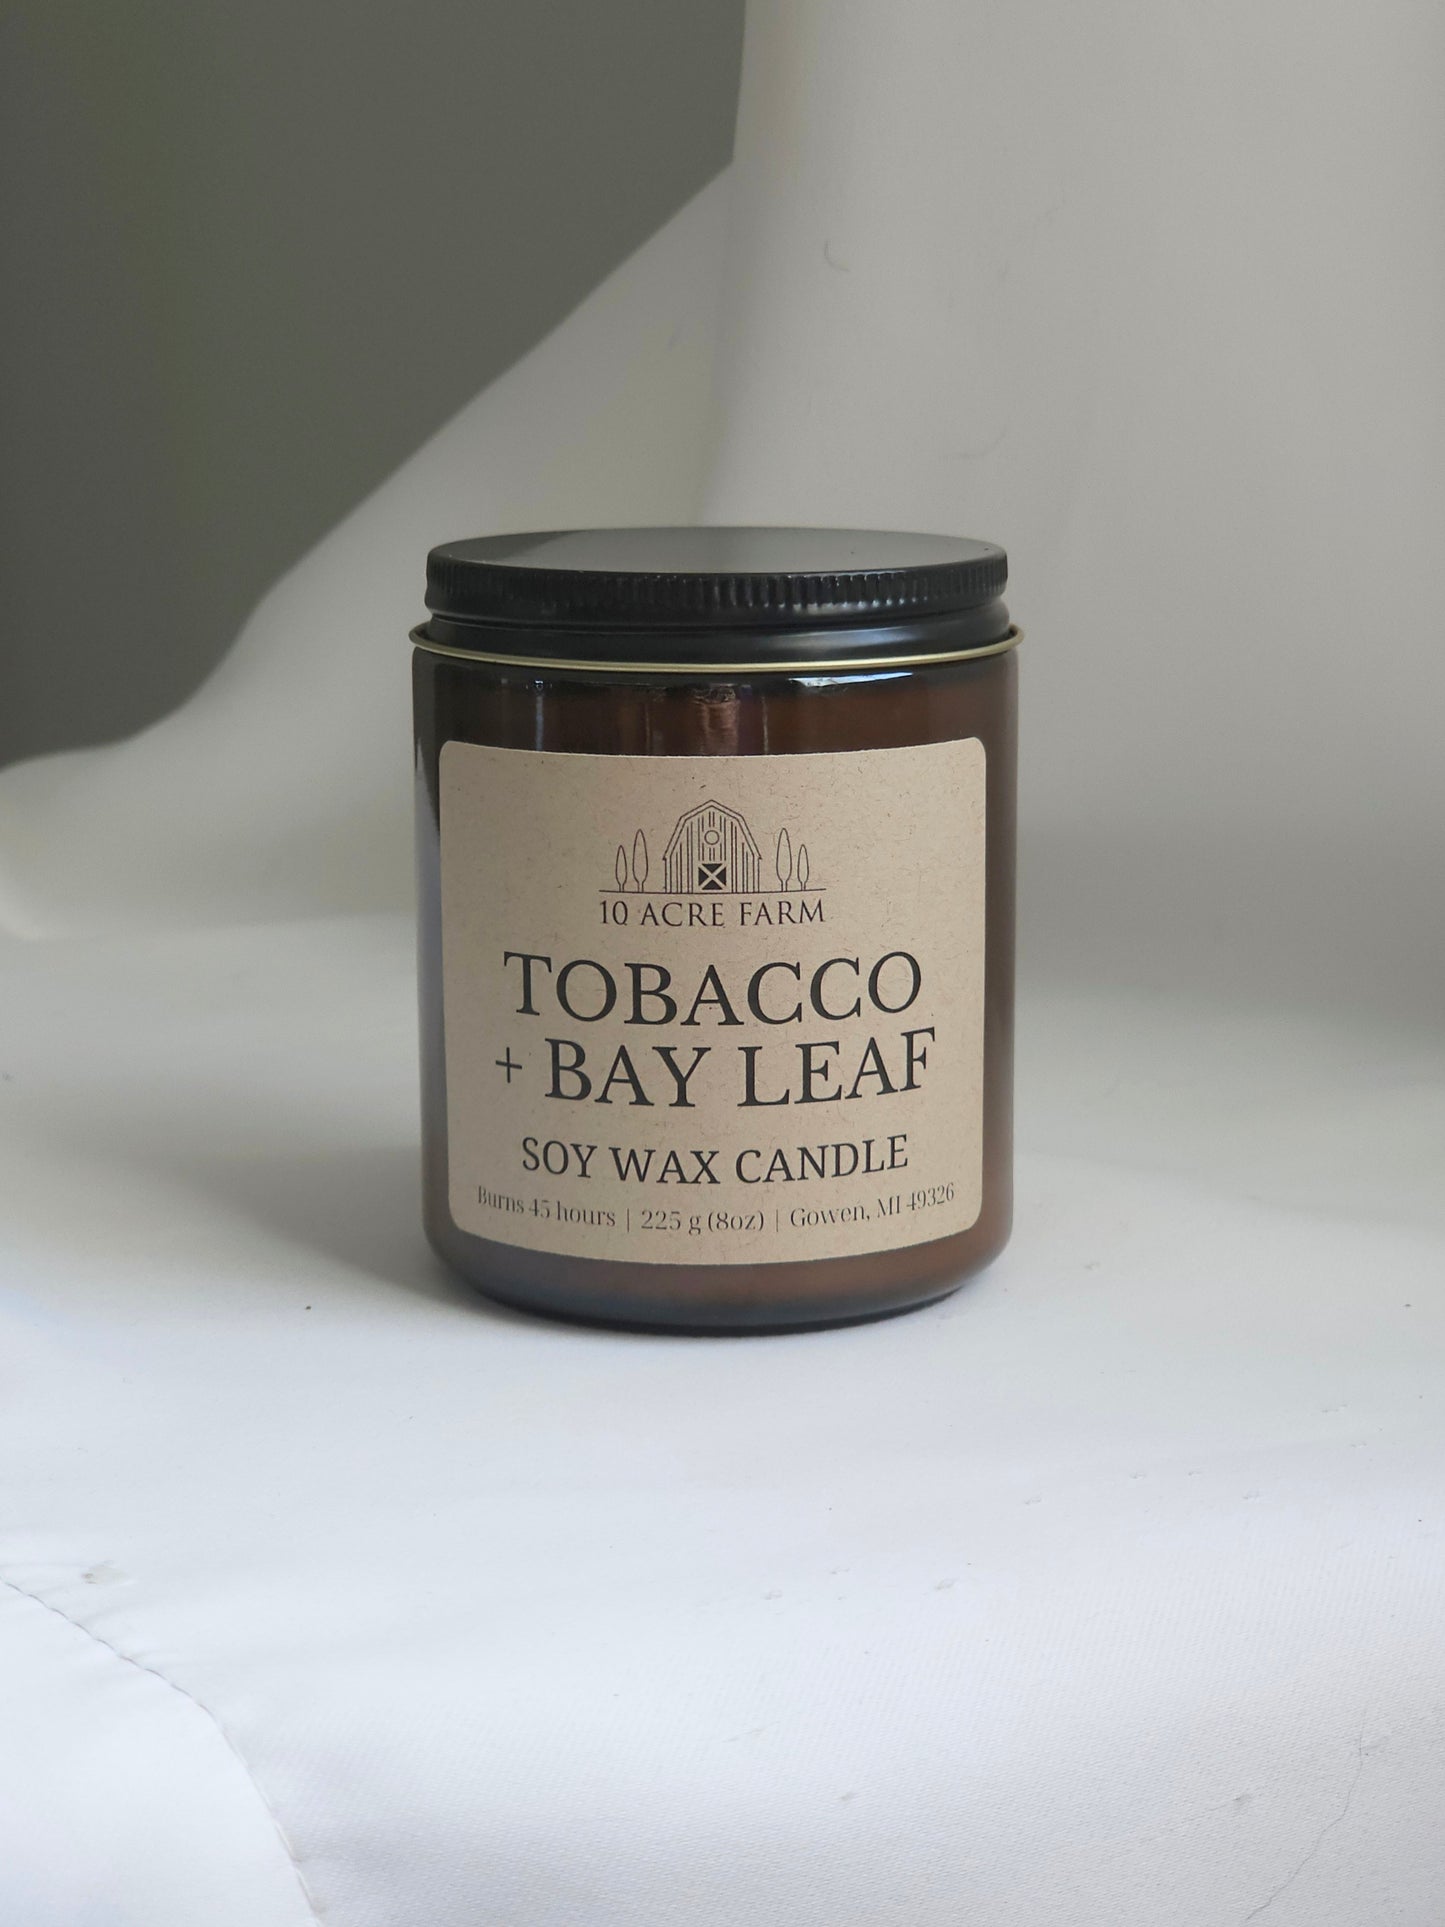 10 ACRE FARM
TOBACCO
+ BAY LEAF
SOY WAX CANDLE
Burns 45 hours | 225 g (8oz) | Gowen, MI 49326